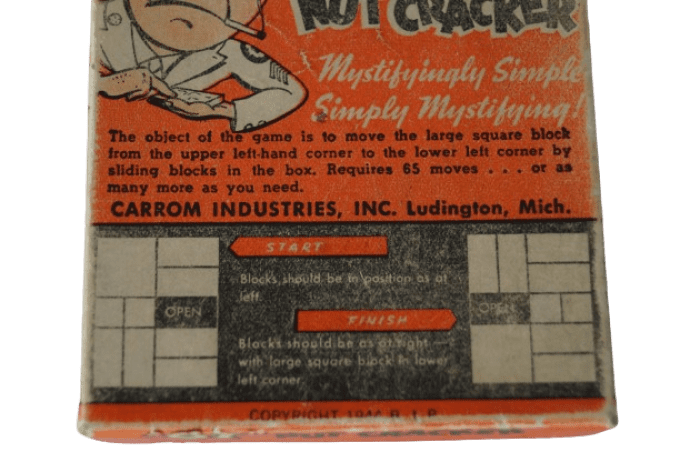 NUT CRACKER
Mystifyingly Simple
Simply Mystifying!
The object of the game is to move the large square block
from the upper left-hand corner to the lower left corner by
sliding blocks in the box. Requires 65 moves . . . or as
many more as you need.
CARROM INDUSTRIES, INC. Ludington, Mich.
START
Blocks should be in position as at
left.
OPEN
FINISH
OPEN
Blocks should be as at right —
with large square block in lower
left corner.
COPYRIGHT B. L. P.
NUT CRACKER